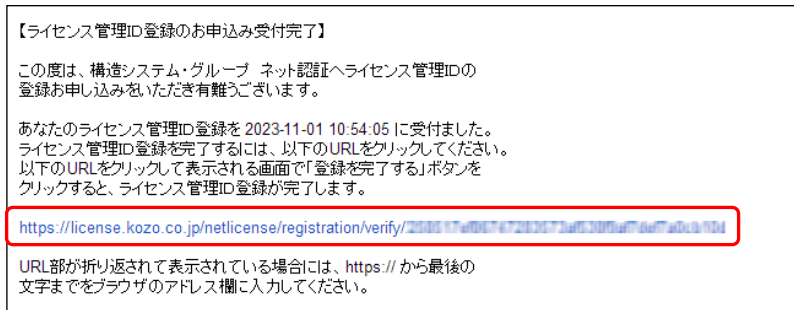 【ライセンス管理ID登録のお申込み受付完了】
この度は、構造システム・グループ ネット認証へライセンス管理IDの
登録お申し込みをいただき有難うございます。
あなたのライセンス管理ID登録を 2023-11-01 10:54:05 に受付ました。
ライセンス管理ID登録を完了するには、以下のURLをクリックしてください。
以下のURLをクリックして表示される画面で「登録を完了する」ボタンを
クリックすると、ライセンス管理ID登録が完了します。
https://license.kozo.co.jp/netlicense/registration/verify/
URL部が折り返されて表示されている場合には、https:// から最後の
文字までをブラウザのアドレス欄に入力してください。